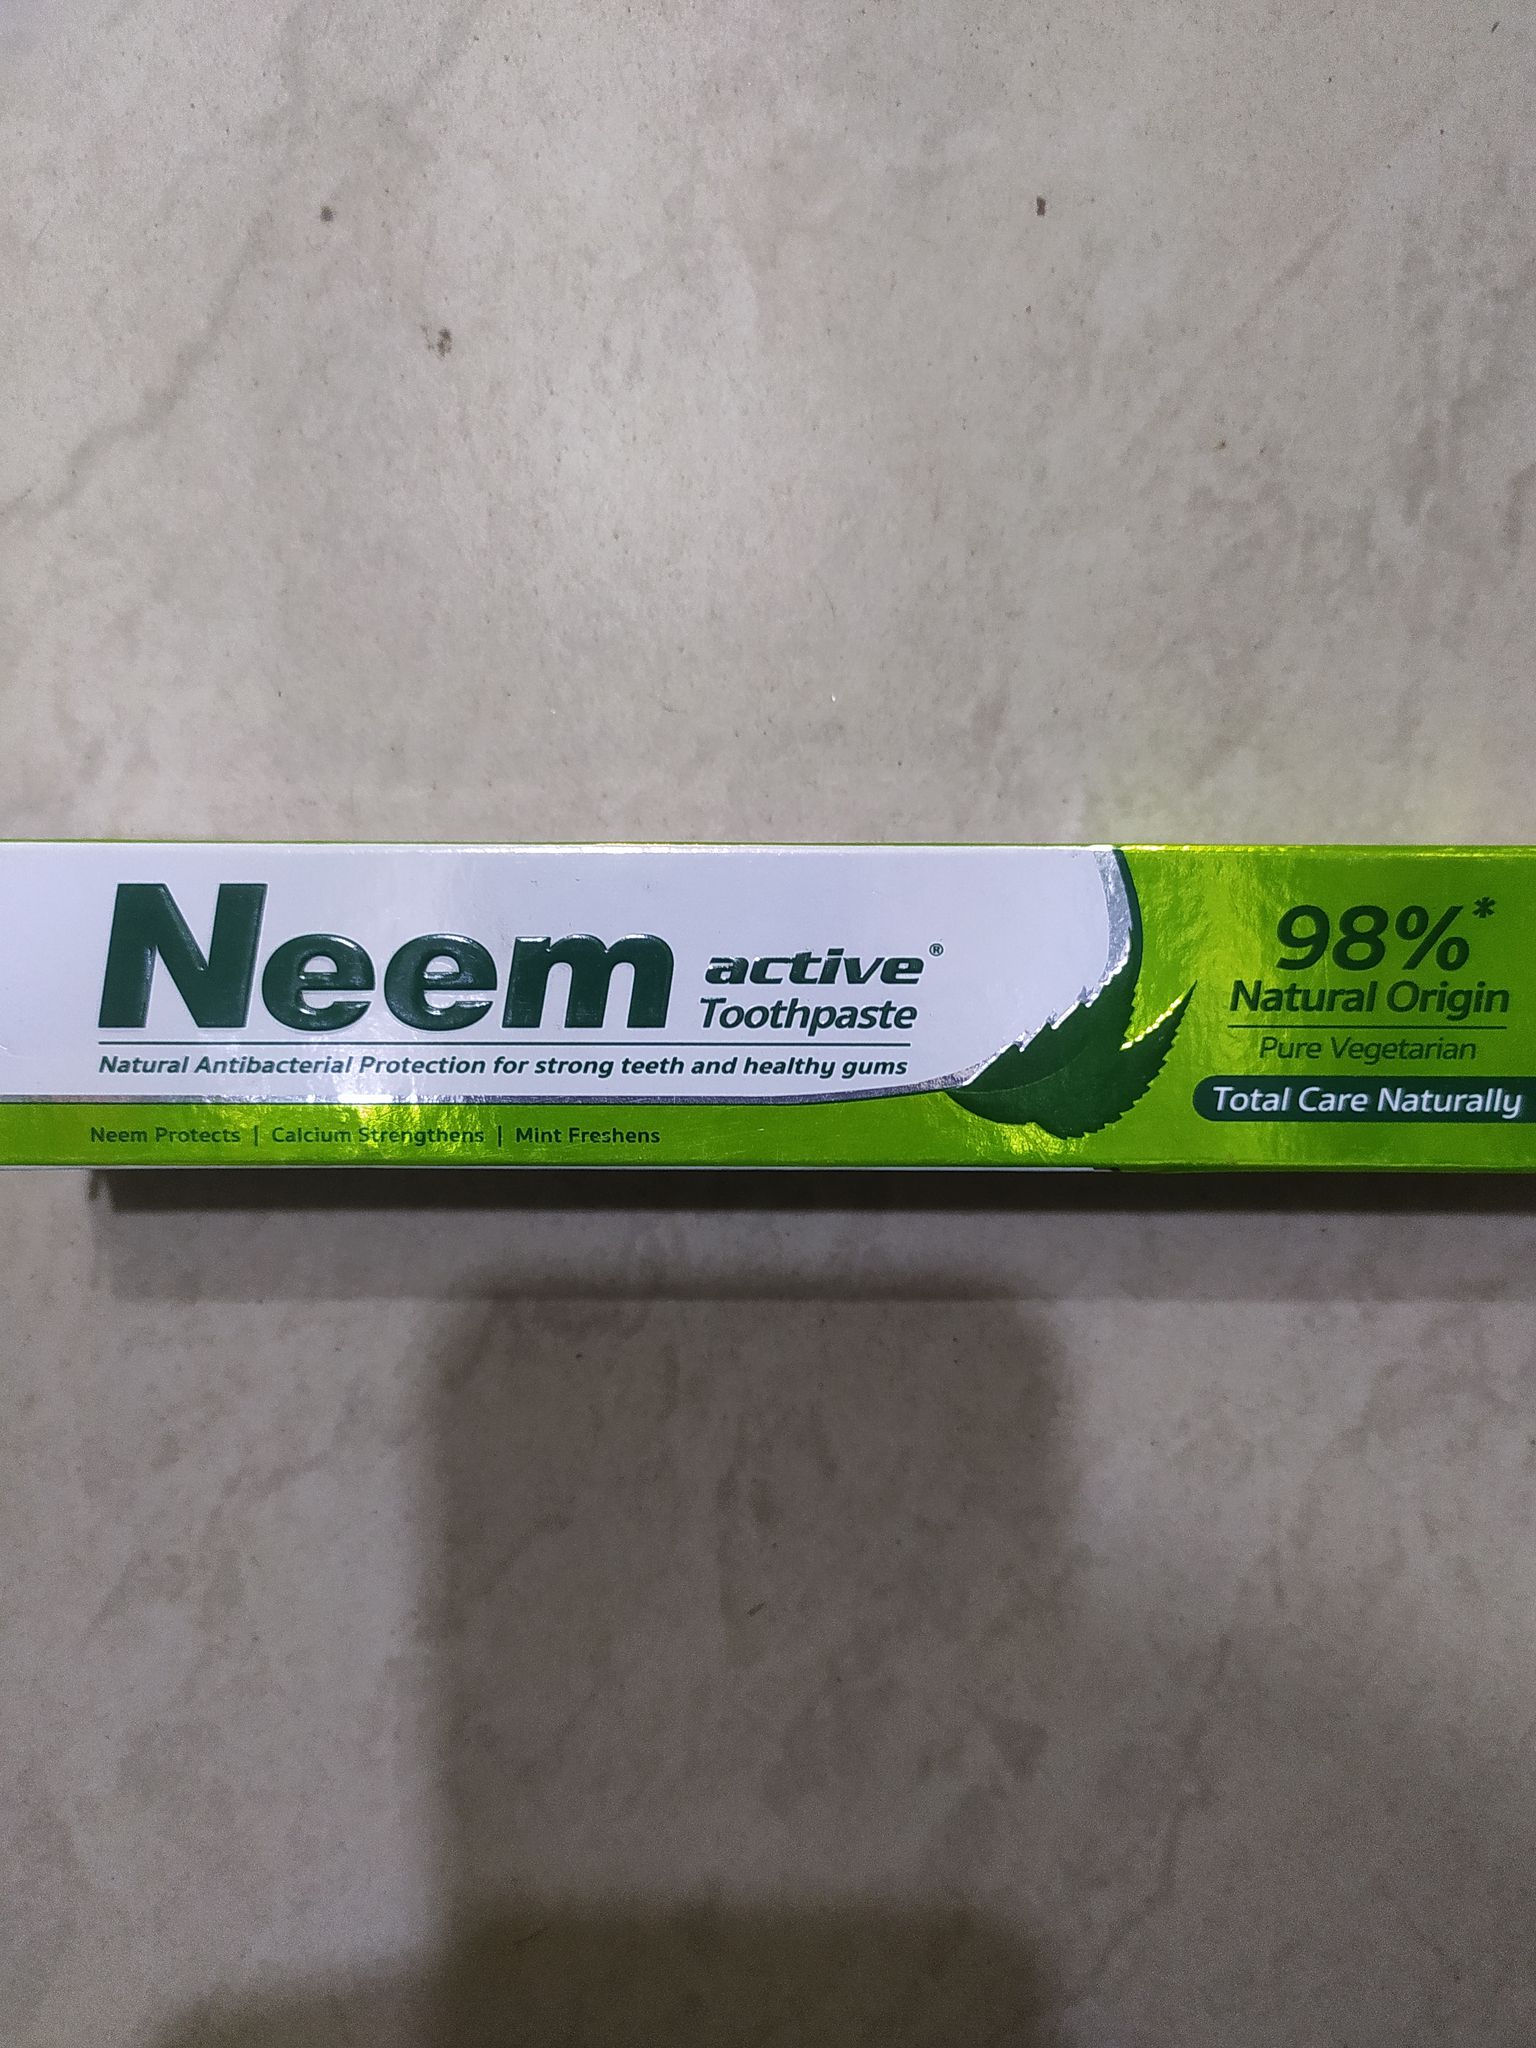 Neem active® Toothpaste
Natural Antibacterial Protection for strong teeth and healthy gums
Neem Protects | Calcium Strengthens | Mint Freshens
98%*
Natural Origin
Pure Vegetarian
Total Care Naturally